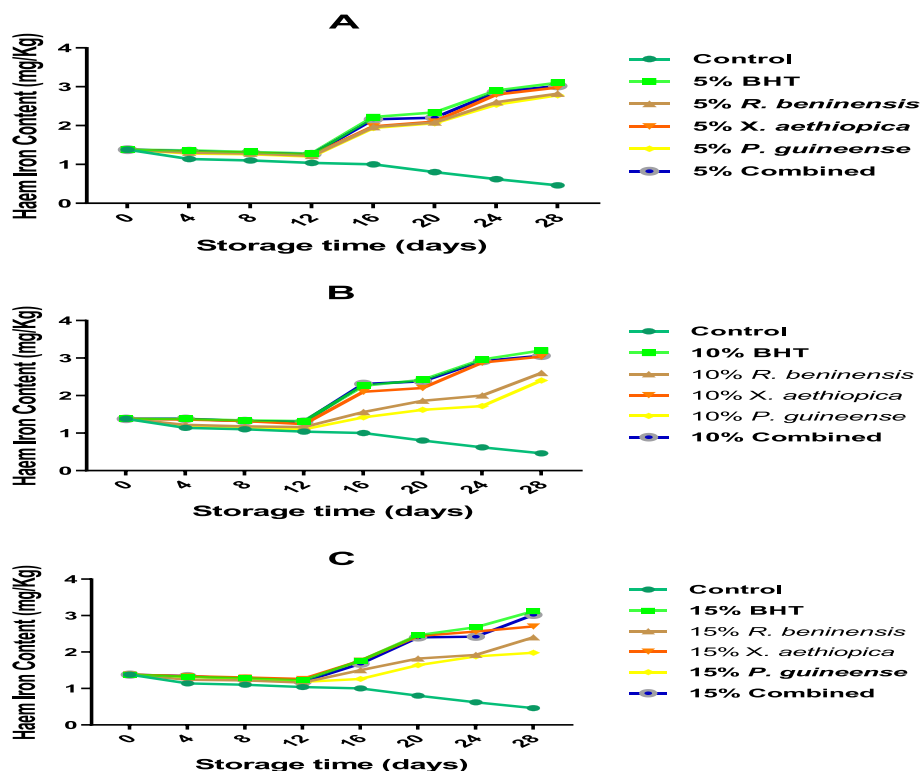 A
Haem Iron Content (mg/Kg)
4
3
2
1
0
0 4 8 12 16 20 24 28
Storage time (days)
Control
5% BHT
5% R. beninensis
5% X. aethiopica
5% P. guineense
5% Combined
B
Haem Iron Content (mg/Kg)
4
3
2
1
0
0 4 8 12 16 20 24 28
Storage time (days)
Control
10% BHT
10% R. beninensis
10% X. aethiopica
10% P. guineense
10% Combined
C
Haem Iron Content (mg/Kg)
4
3
2
1
0
0 4 8 12 16 20 24 28
Storage time (days)
Control
15% BHT
15% R. beninensis
15% X. aethiopica
15% P. guineense
15% Combined